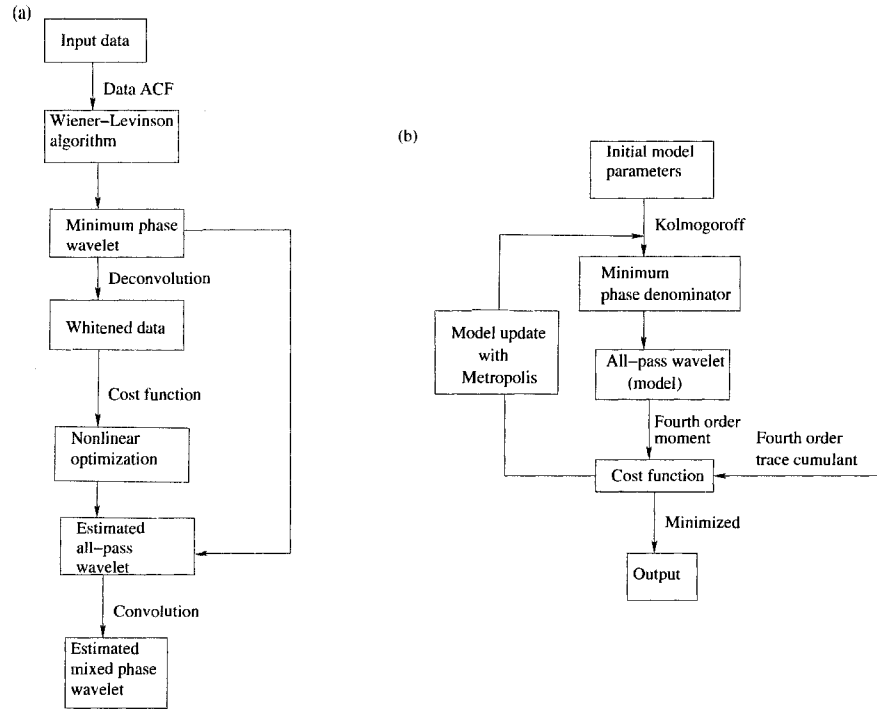 (a)
Input data
Data ACF
Wiener–Levinson
algorithm
Minimum phase
wavelet
Deconvolution
Whitened data
Cost function
Nonlinear
optimization
Estimated
all–pass
wavelet
Convolution
Estimated
mixed phase
wavelet
(b)
Initial model
parameters
Kolmogoroff
Minimum
phase denominator
Model update
with
Metropolis
All–pass wavelet
(model)
Fourth order
moment
Fourth order
trace cumulant
Cost function
Minimized
Output